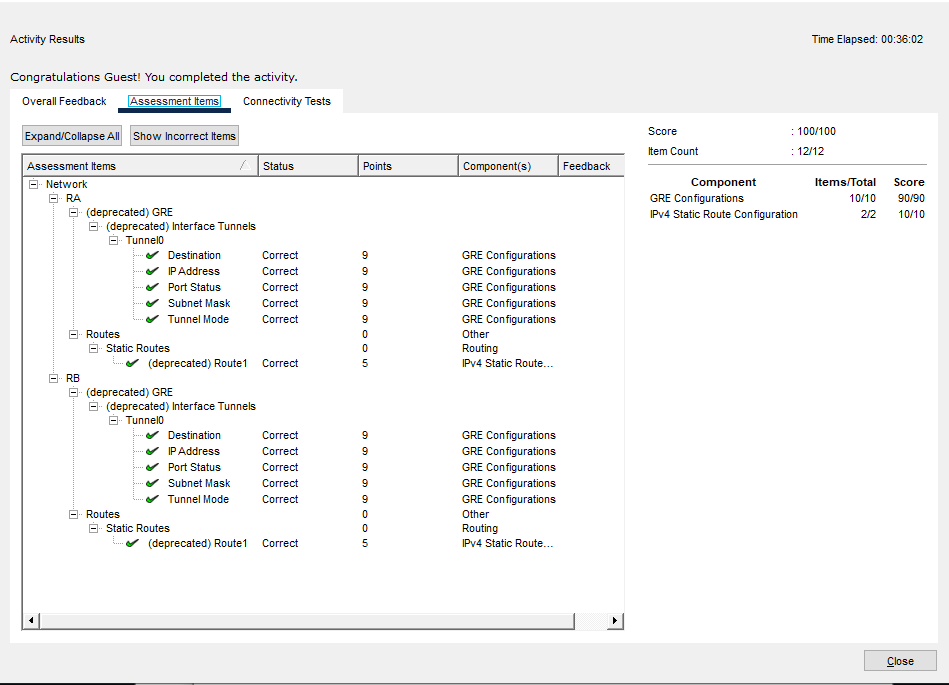 Activity Results
Time Elapsed: 00:36:02
Congratulations Guest! You completed the activity.
Overall Feedback Assessment Items Connectivity Tests
Expand/Collapse All Show Incorrect Items
Assessment Items Status Points Component(s) Feedback
Network
RA
(deprecated) GRE
(deprecated) Interface Tunnels
Tunnel0
Destination Correct 9 GRE Configurations
IP Address Correct 9 GRE Configurations
Port Status Correct 9 GRE Configurations
Subnet Mask Correct 9 GRE Configurations
Tunnel Mode Correct 9 GRE Configurations
Routes 0 Other
Static Routes 0 Routing
(deprecated) Route1 Correct 5 IPv4 Static Route...
RB
(deprecated) GRE
(deprecated) Interface Tunnels
Tunnel0
Destination Correct 9 GRE Configurations
IP Address Correct 9 GRE Configurations
Port Status Correct 9 GRE Configurations
Subnet Mask Correct 9 GRE Configurations
Tunnel Mode Correct 9 GRE Configurations
Routes 0 Other
Static Routes 0 Routing
(deprecated) Route1 Correct 5 IPv4 Static Route...
Score : 100/100
Item Count : 12/12
Component Items/Total Score
GRE Configurations 10/10 90/90
IPv4 Static Route Configuration 2/2 10/10
Close